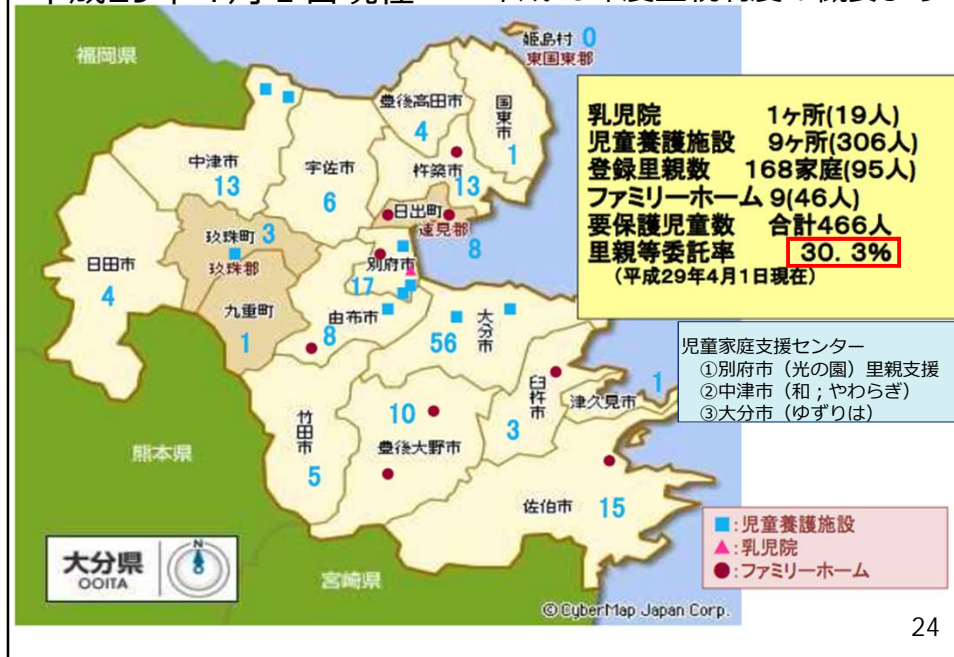 福岡県
姫島村 0
東国東郡
豊後高田市
4
国東市
1
中津市
13
宇佐市
6
杵築市
13
日出町
速見郡
8
玖珠町 3
玖珠郡
日田市
4
九重町
1
別府市
17
由布市
8
大分市
56
臼杵市
3
津久見市
1
竹田市
5
10
豊後大野市
佐伯市 15
熊本県
宮崎県
大分県
OOITA
N
© CyberMap Japan Corp.
乳児院 1ヶ所(19人)
児童養護施設 9ヶ所(306人)
登録里親数 168家庭(95人)
ファミリーホーム 9(46人)
要保護児童数 合計466人
里親等委託率 30. 3%
(平成29年4月1日現在)
児童家庭支援センター
①別府市（光の園）里親支援
②中津市（和；やわらぎ）
③大分市（ゆずりは）
■:児童養護施設
▲:乳児院
●:ファミリーホーム
24